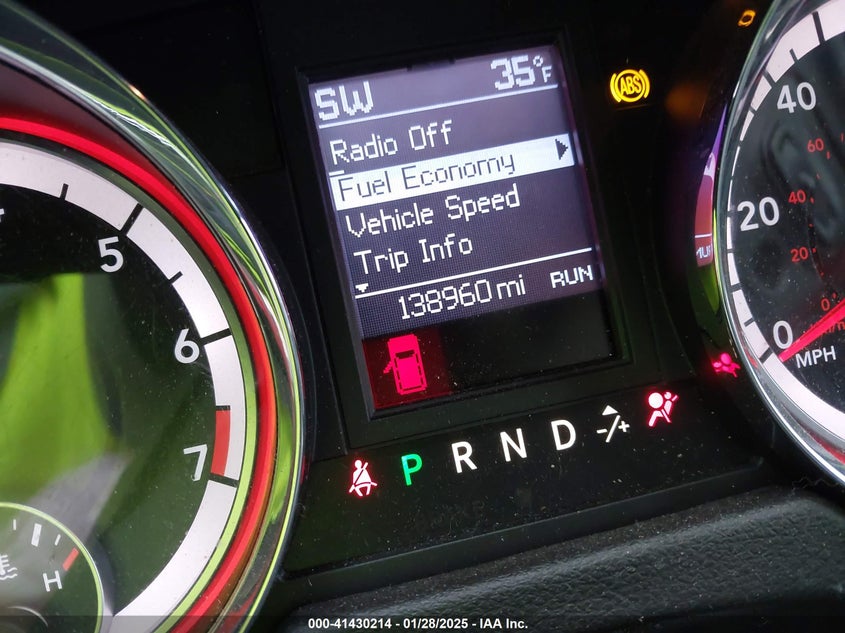 SW 35°F
Radio Off
Fuel Economy
Vehicle Speed
Trip Info
138960 mi RUN
P R N D -/+
ABS
5
6
7
H
40
20
0
MPH
60
40
20
0
000-41430214 - 01/28/2025 - IAA Inc.